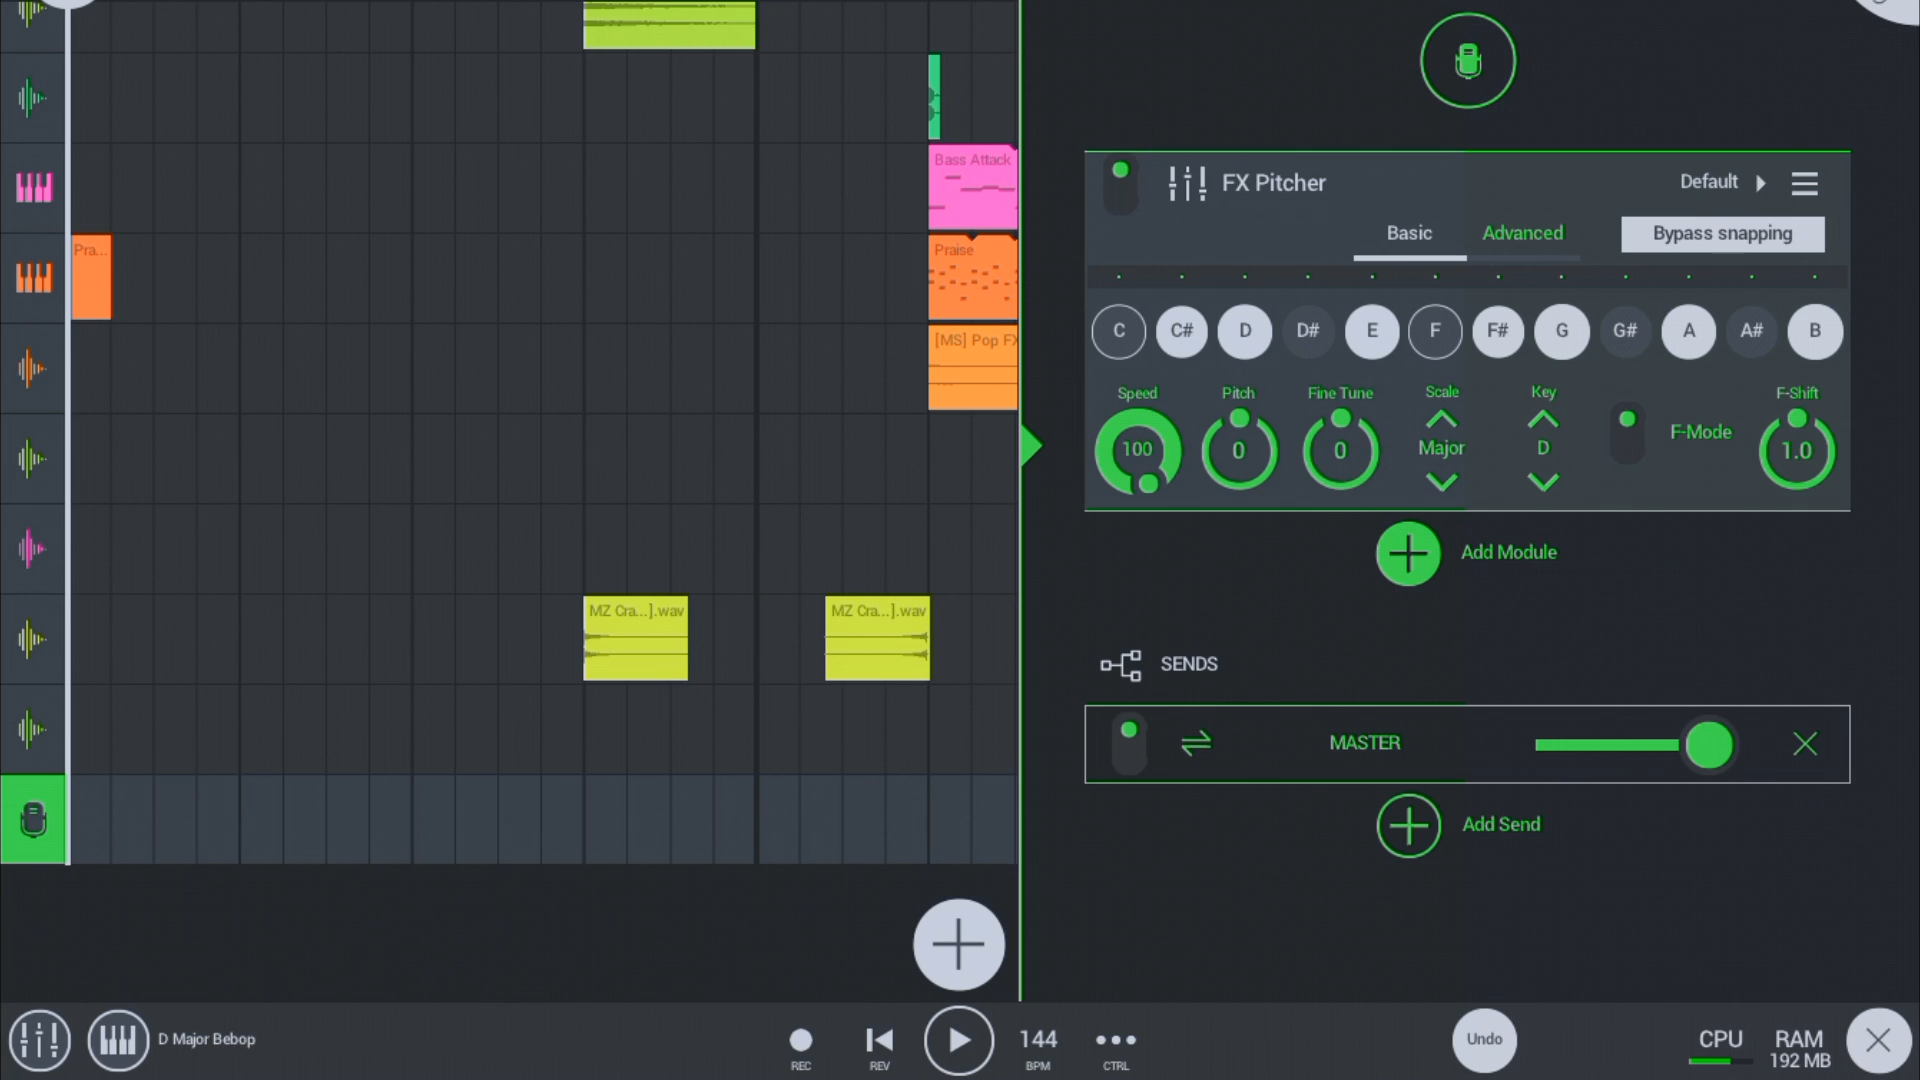 Bass Attack
Pra...
Praise
[MS] Pop FX
MZ Cra...].wav
MZ Cra...].wav
FX Pitcher
Default
Basic
Advanced
Bypass snapping
C
C#
D
D#
E
F
F#
G
G#
A
A#
B
Speed
Pitch
Fine Tune
Scale
Key
F-Shift
100
0
0
Major
D
F-Mode
1.0
Add Module
SENDS
MASTER
Add Send
D Major Bebop
REC
REV
144
BPM
CTRL
Undo
CPU
RAM
192 MB